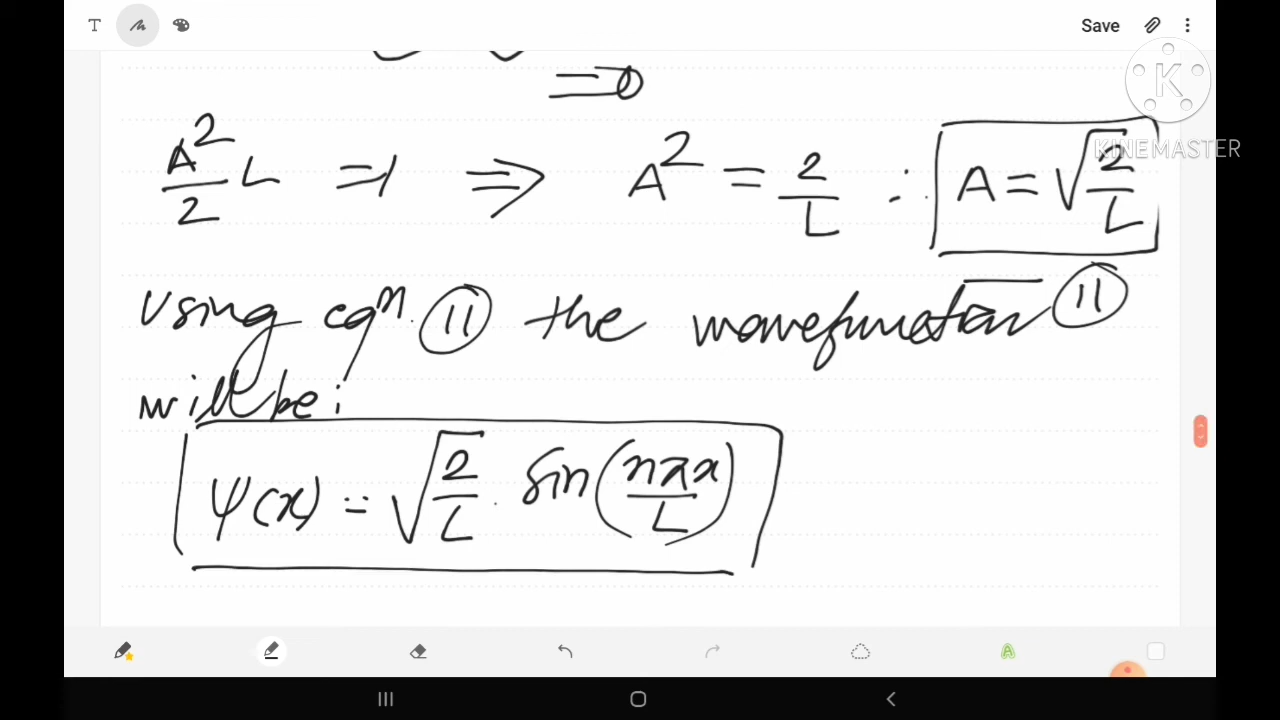 T Save
K
KINEMASTER
=0
A²/2 L = 1 ⇒ A² = 2/L ∴ A = √(2/L)
Using eqⁿ. (11) the wavefunction (11)
will be:
ψ(x) = √(2/L) . sin(nπx/L)
A